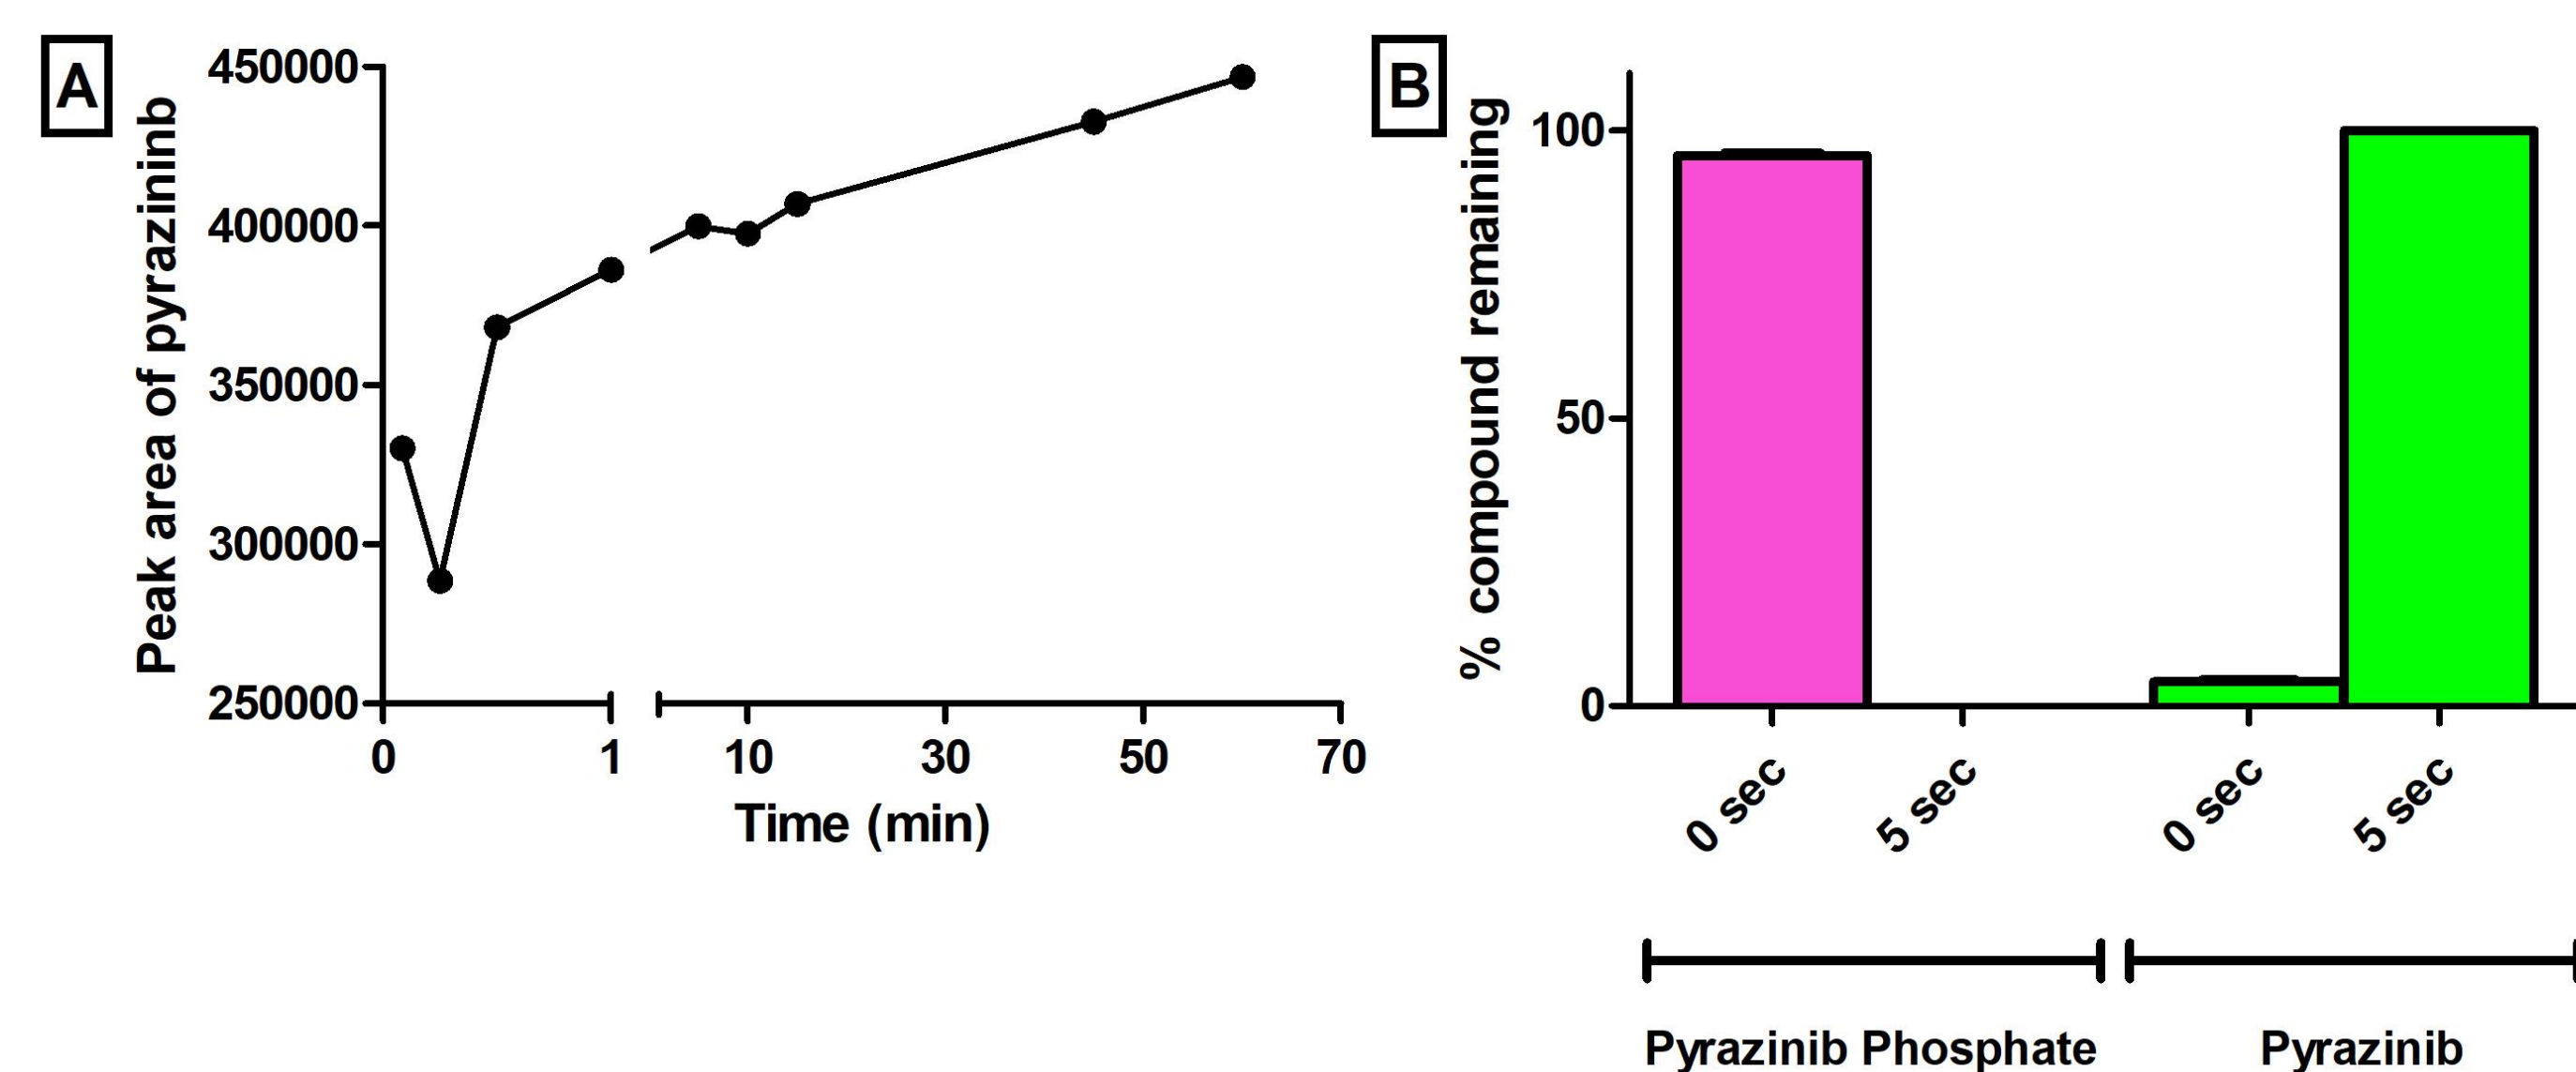 A
Peak area of pyrazininb
450000
400000
350000
300000
250000
0 1 10 30 50 70
Time (min)
B
% compound remaining
100
50
0
0 sec 5 sec 0 sec 5 sec
Pyrazinib Phosphate Pyrazinib